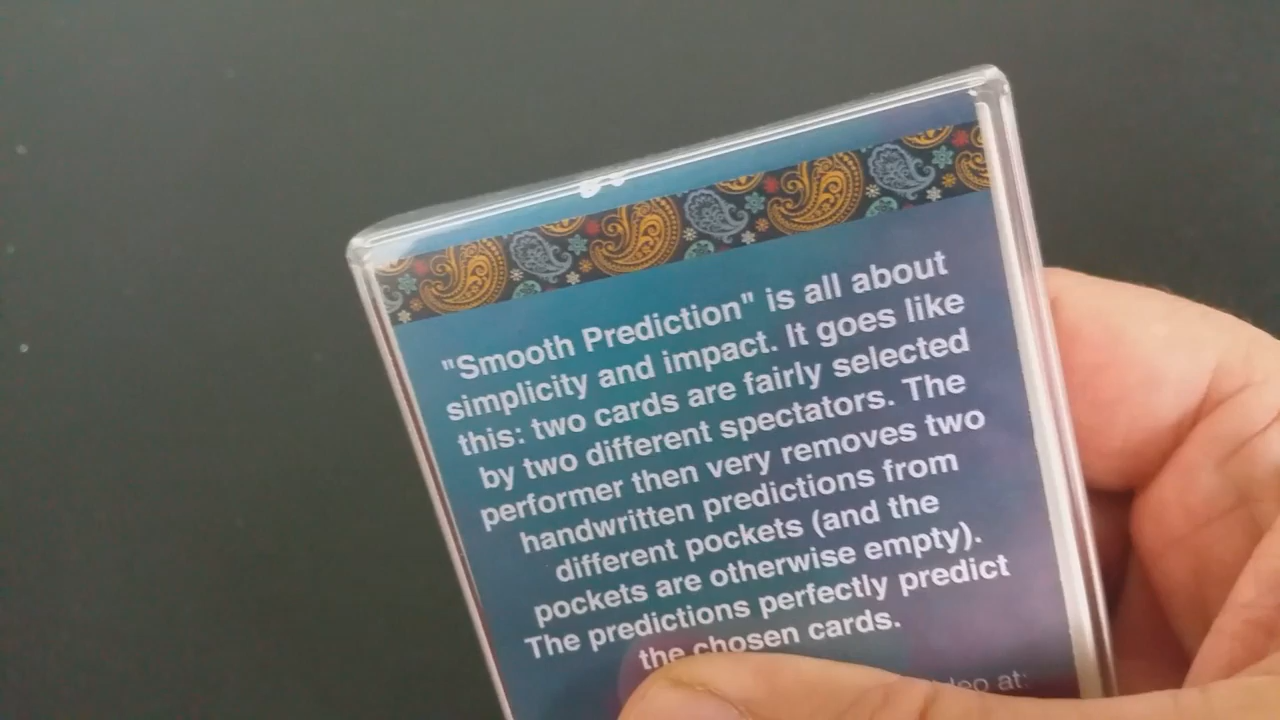 "Smooth Prediction" is all about
simplicity and impact. It goes like
this: two cards are fairly selected
by two different spectators. The
performer then very removes two
handwritten predictions from
different pockets (and the
pockets are otherwise empty).
The predictions perfectly predict
the chosen cards.
at: